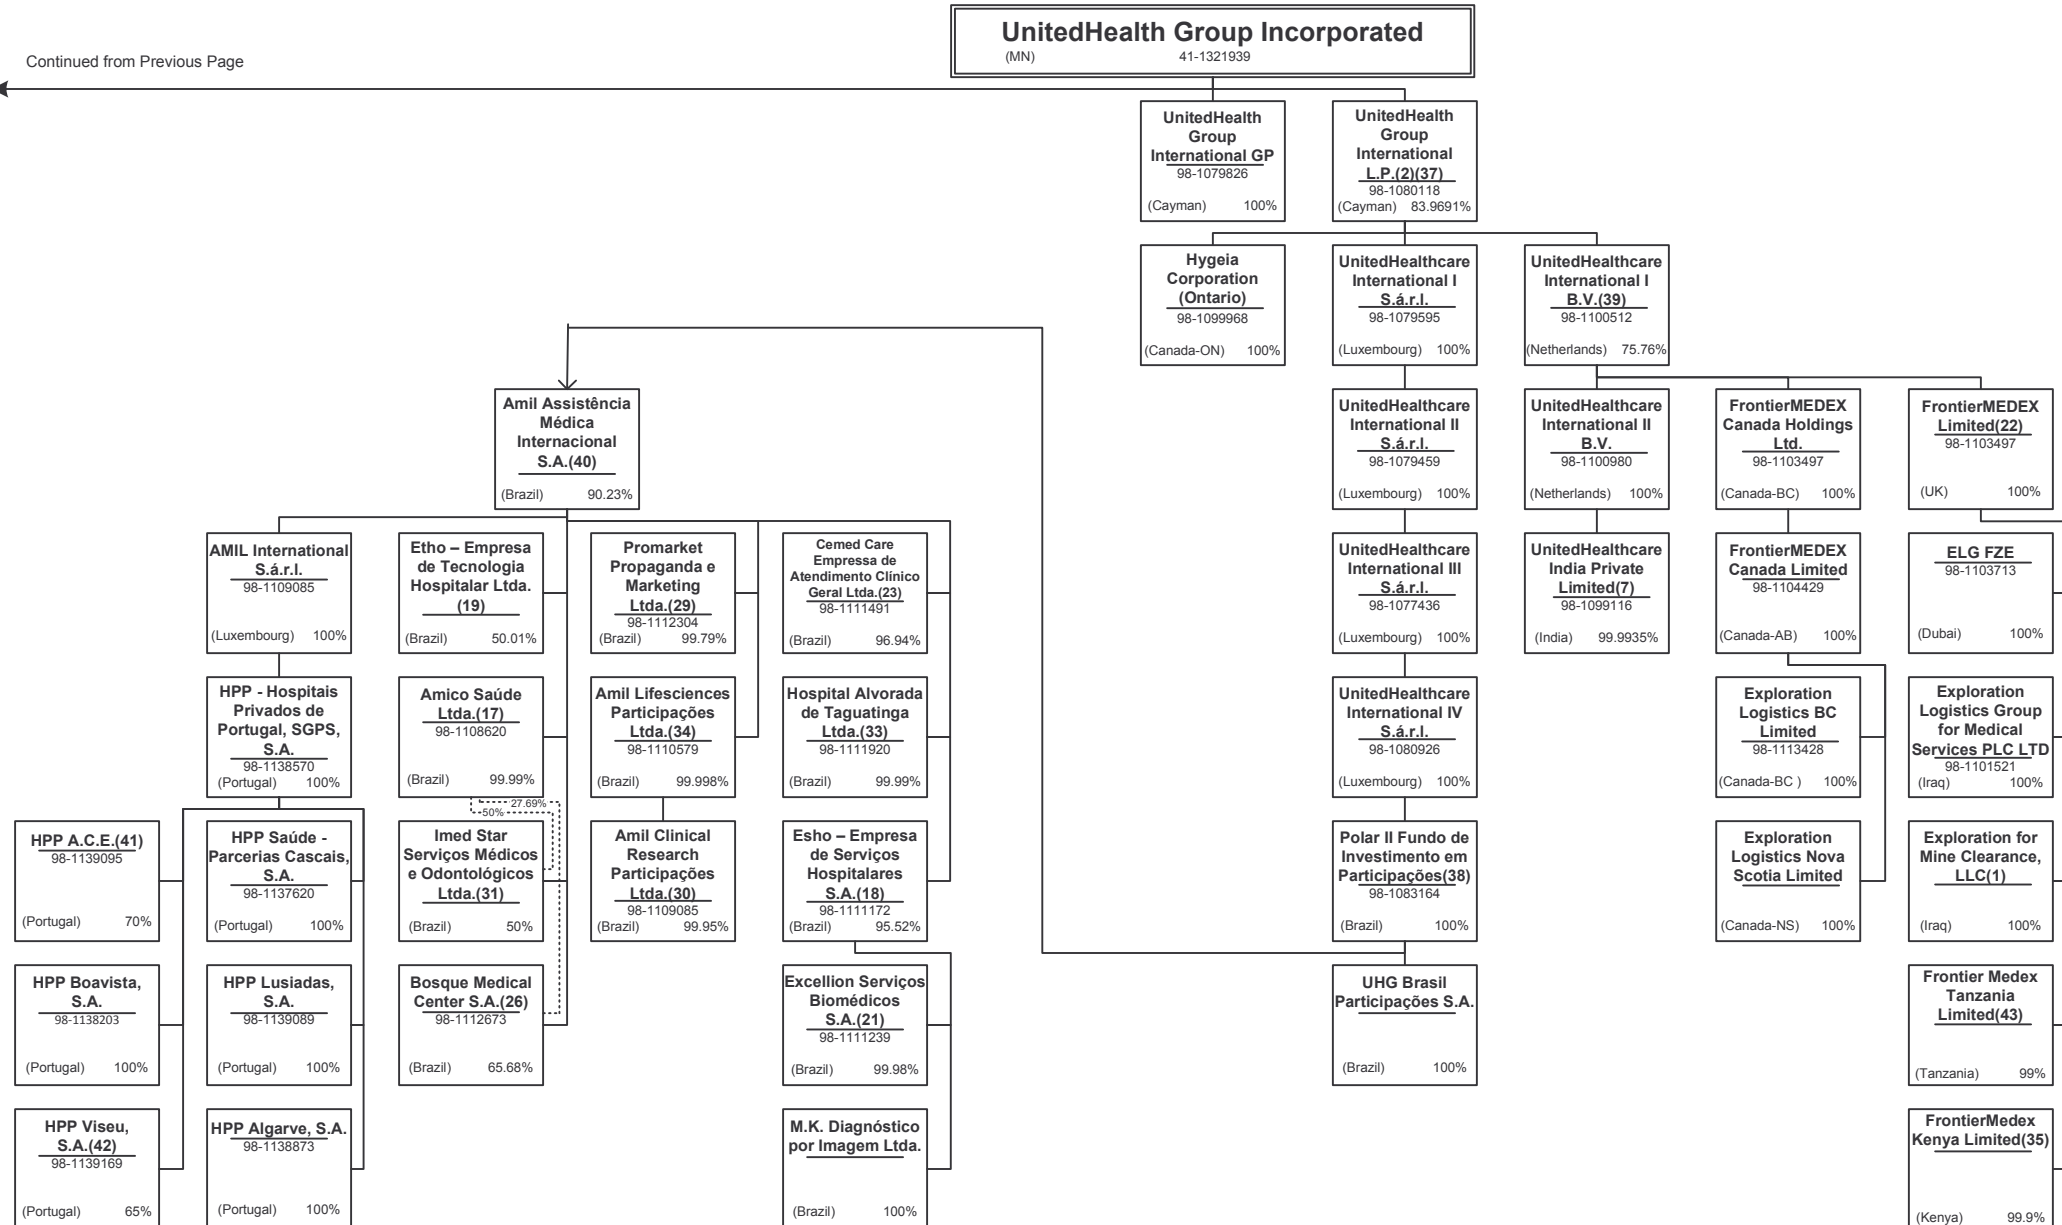 UnitedHealth Group Incorporated
(MN) 41-1321939
Continued from Previous Page
UnitedHealth
Group
International GP
98-1079826
(Cayman) 100%
UnitedHealth
Group
International
L.P.(2)(37)
98-1080118
(Cayman) 83.9691%
Hygeia
Corporation
(Ontario)
98-1099968
(Canada-ON) 100%
UnitedHealthcare
International I
S.á.r.l.
98-1079595
(Luxembourg) 100%
UnitedHealthcare
International I
B.V.(39)
98-1100512
(Netherlands) 75.76%
Amil Assistência
Médica
Internacional
S.A.(40)
(Brazil) 90.23%
UnitedHealthcare
International II
S.á.r.l.
98-1079459
(Luxembourg) 100%
UnitedHealthcare
International II
B.V.
98-1100980
(Netherlands) 100%
FrontierMEDEX
Canada Holdings
Ltd.
98-1103497
(Canada-BC) 100%
FrontierMEDEX
Limited(22)
98-1103497
(UK) 100%
AMIL International
S.á.r.l.
98-1109085
(Luxembourg) 100%
Etho – Empresa
de Tecnologia
Hospitalar Ltda.
(19)
(Brazil) 50.01%
Promarket
Propaganda e
Marketing
Ltda.(29)
98-1112304
(Brazil) 99.79%
Cemed Care
Empressa de
Atendimento Clínico
Geral Ltda.(23)
98-1111491
(Brazil) 96.94%
UnitedHealthcare
International III
S.á.r.l.
98-1077436
(Luxembourg) 100%
UnitedHealthcare
India Private
Limited(7)
98-1099116
(India) 99.9935%
FrontierMEDEX
Canada Limited
98-1104429
(Canada-AB) 100%
ELG FZE
98-1103713
(Dubai) 100%
HPP - Hospitais
Privados de
Portugal, SGPS,
S.A.
98-1138570
(Portugal) 100%
Amico Saúde
Ltda.(17)
98-1108620
(Brazil) 99.99%
27.69%
50%
Amil Lifesciences
Participações
Ltda.(34)
98-1110579
(Brazil) 99.998%
Hospital Alvorada
de Taguatinga
Ltda.(33)
98-1111920
(Brazil) 99.99%
UnitedHealthcare
International IV
S.á.r.l.
98-1080926
(Luxembourg) 100%
Exploration
Logistics BC
Limited
98-1113428
(Canada-BC ) 100%
Exploration
Logistics Group
for Medical
Services PLC LTD
98-1101521
(Iraq) 100%
HPP A.C.E.(41)
98-1139095
(Portugal) 70%
HPP Saúde -
Parcerias Cascais,
S.A.
98-1137620
(Portugal) 100%
Imed Star
Serviços Médicos
e Odontológicos
Ltda.(31)
(Brazil) 50%
Amil Clinical
Research
Participações
Ltda.(30)
98-1109085
(Brazil) 99.95%
Esho – Empresa
de Serviços
Hospitalares
S.A.(18)
98-1111172
(Brazil) 95.52%
Polar II Fundo de
Investimento em
Participações(38)
98-1083164
(Brazil) 100%
Exploration
Logistics Nova
Scotia Limited
(Canada-NS) 100%
Exploration for
Mine Clearance,
LLC(1)
(Iraq) 100%
HPP Boavista,
S.A.
98-1138203
(Portugal) 100%
HPP Lusiadas,
S.A.
98-1139089
(Portugal) 100%
Bosque Medical
Center S.A.(26)
98-1112673
(Brazil) 65.68%
Excellion Serviços
Biomédicos
S.A.(21)
98-1111239
(Brazil) 99.98%
UHG Brasil
Participações S.A.
(Brazil) 100%
Frontier Medex
Tanzania
Limited(43)
(Tanzania) 99%
HPP Viseu,
S.A.(42)
98-1139169
(Portugal) 65%
HPP Algarve, S.A.
98-1138873
(Portugal) 100%
M.K. Diagnóstico
por Imagem Ltda.
(Brazil) 100%
FrontierMedex
Kenya Limited(35)
(Kenya) 99.9%